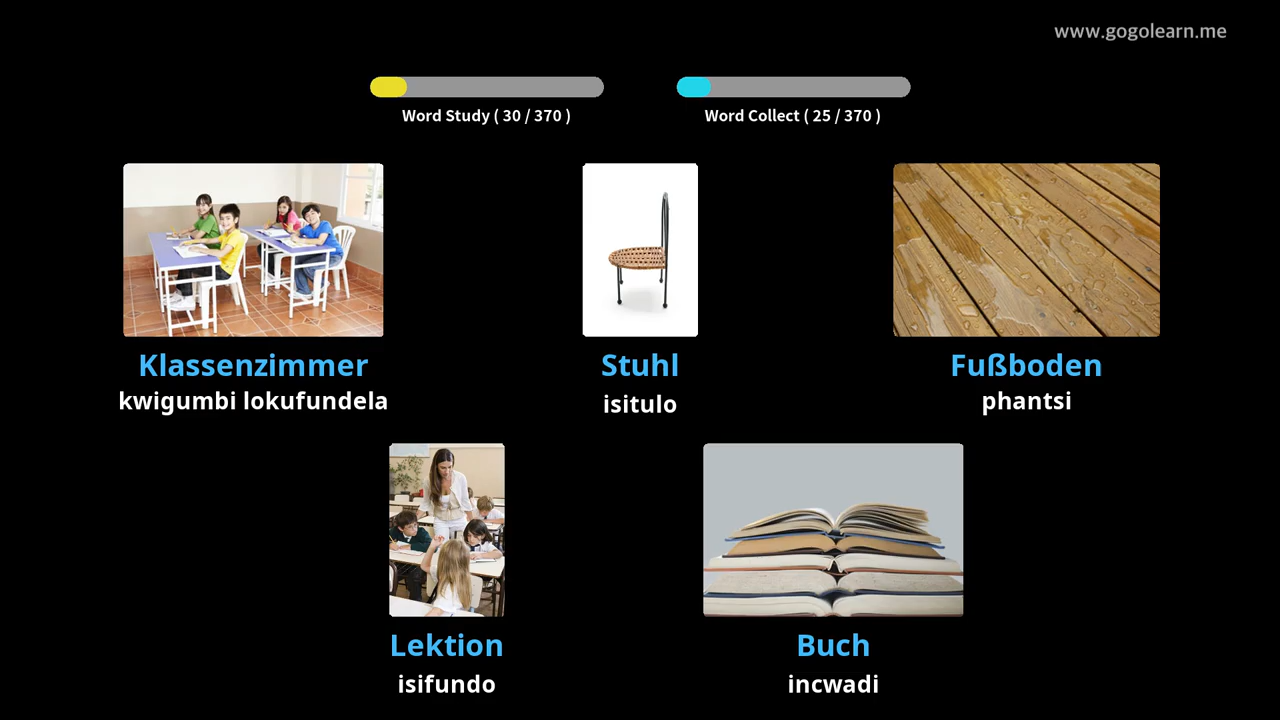 www.gogolearn.me
Word Study ( 30 / 370 )
Word Collect ( 25 / 370 )
Klassenzimmer
kwigumbi lokufundela
Stuhl
isitulo
Fußboden
phantsi
Lektion
isifundo
Buch
incwadi